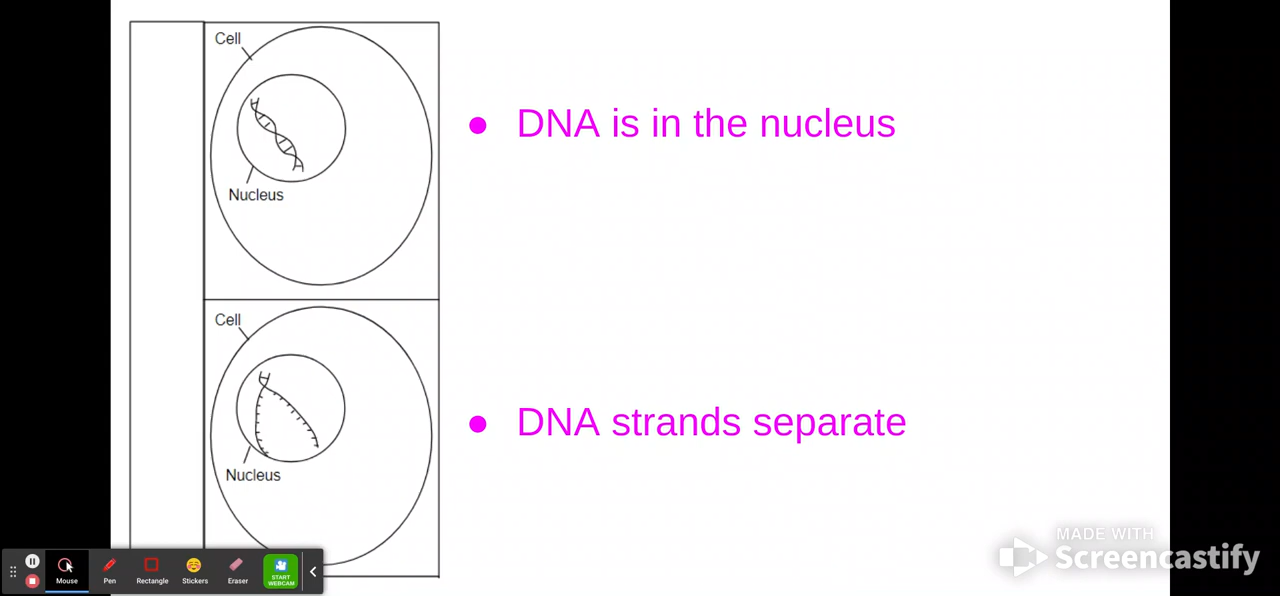 Cell
Nucleus
● DNA is in the nucleus
Cell
Nucleus
● DNA strands separate
Mouse
Pen
Rectangle
Stickers
Eraser
START
WEBCAM
MADE WITH
Screencastify